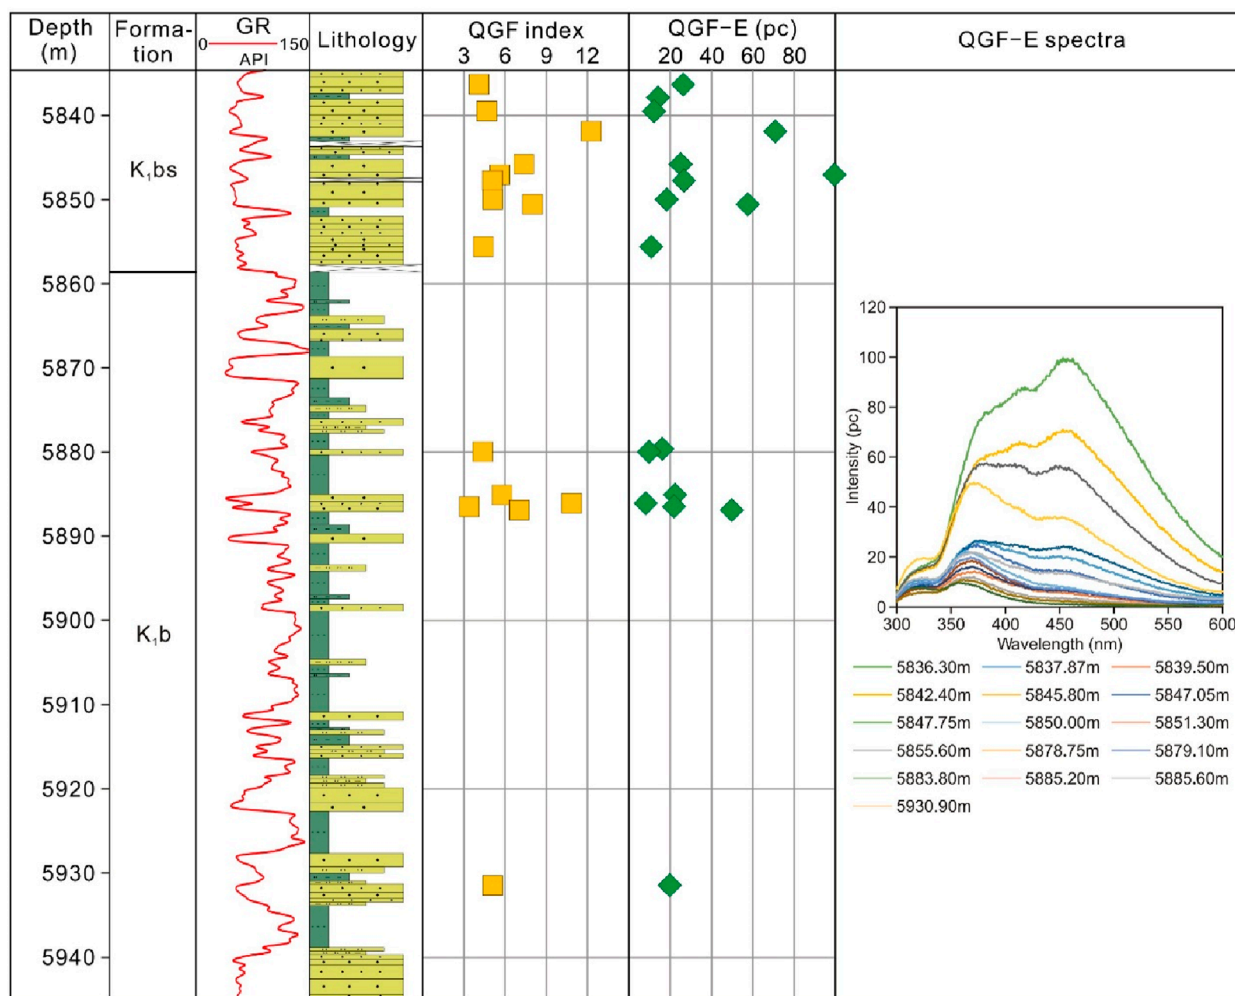 Depth (m)
Forma-tion
GR
0 150
API
Lithology
QGF index
3 6 9 12
QGF-E (pc)
20 40 60 80
QGF-E spectra
5840
5850
5860
5870
5880
5890
5900
5910
5920
5930
5940
K₁bs
K₁b
120
100
80
60
40
20
0
Intensity (pc)
300 350 400 450 500 550 600
Wavelength (nm)
5836.30m 5837.87m 5839.50m
5842.40m 5845.80m 5847.05m
5847.75m 5850.00m 5851.30m
5855.60m 5878.75m 5879.10m
5883.80m 5885.20m 5885.60m
5930.90m